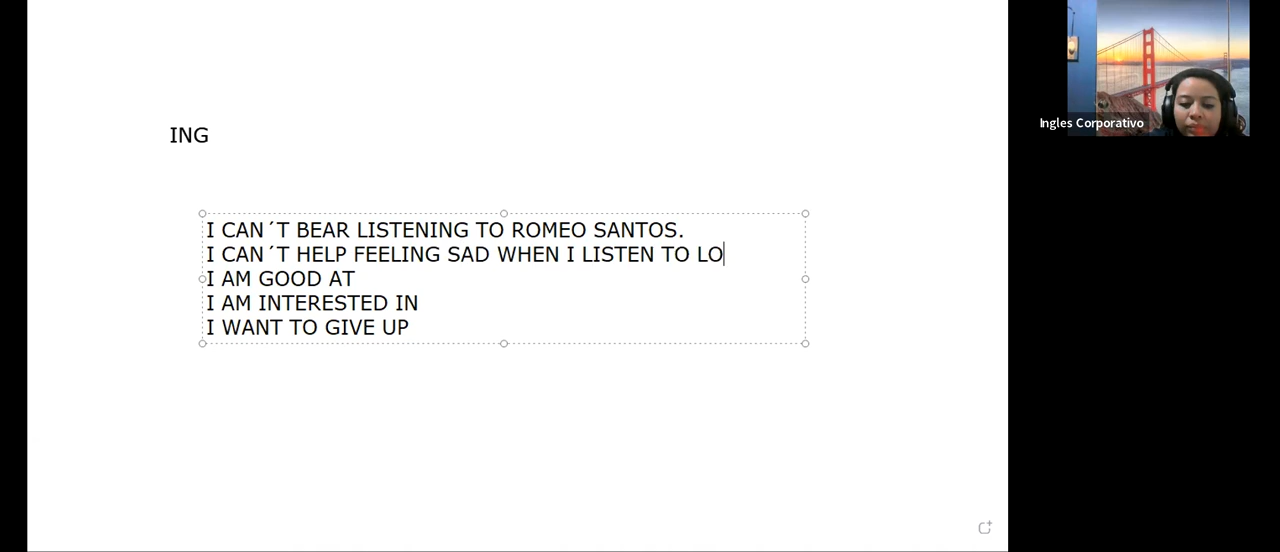 ING
I CAN´T BEAR LISTENING TO ROMEO SANTOS.
I CAN´T HELP FEELING SAD WHEN I LISTEN TO LO
I AM GOOD AT
I AM INTERESTED IN
I WANT TO GIVE UP
Ingles Corporativo